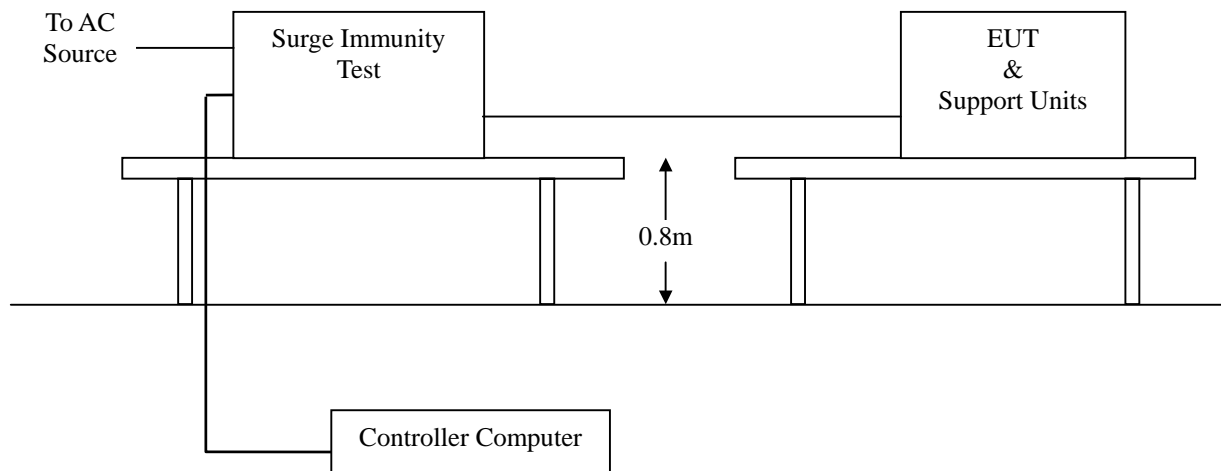 To AC
Source
Surge Immunity
Test
EUT
&
Support Units
0.8m
Controller Computer